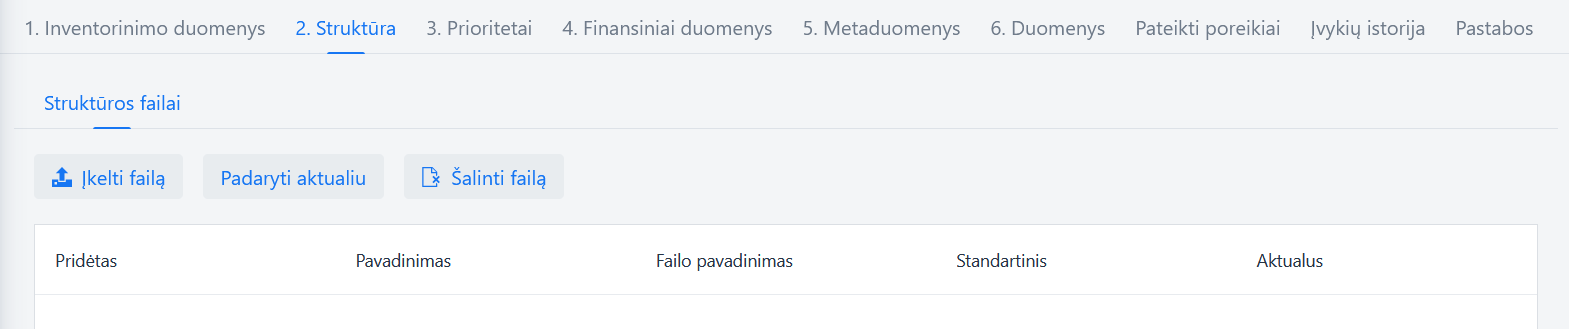 1. Inventorinimo duomenys 2. Struktūra 3. Prioritetai 4. Finansiniai duomenys 5. Metaduomenys 6. Duomenys Pateikti poreikiai Įvykių istorija Pastabos
Struktūros failai
Įkelti failą Padaryti aktualiu Šalinti failą
Pridėtas Pavadinimas Failo pavadinimas Standartinis Aktualus